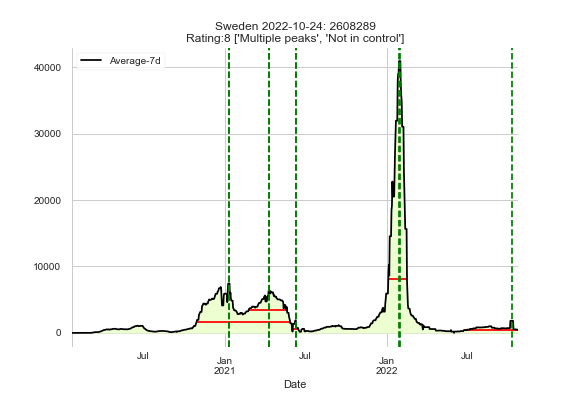 Sweden 2022-10-24: 2608289
Rating:8 ['Multiple peaks', 'Not in control']
Average-7d
40000
30000
20000
10000
0
Jul
Jan
2021
Jul
Jan
2022
Jul
Date